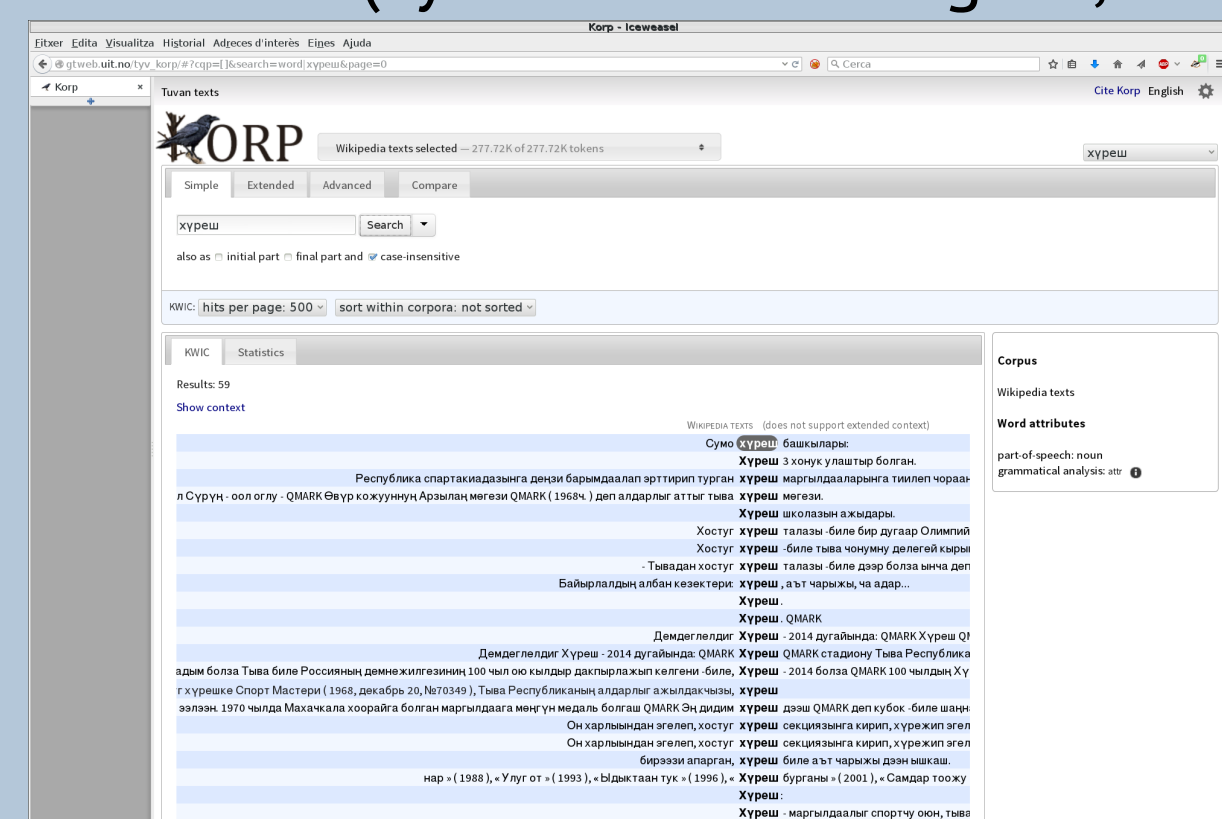 Korp - Iceweasel
Fitxer Edita Visualitza Historial Adreces d'interès Eines Ajuda
gtweb.uit.no/tyv_korp/#?cqp=[]&search=word|хүреш&page=0 Cerca
Korp × Tuvan texts Cite Korp English
KORP Wikipedia texts selected — 277.72K of 277.72K tokens хүреш
Simple Extended Advanced Compare
хүреш Search
also as initial part final part and case-insensitive
KWIC: hits per page: 500 sort within corpora: not sorted
KWIC Statistics
Results: 59
Show context
WIKIPEDIA TEXTS (does not support extended context)
Сумо хүреш башкылары:
Хүреш 3 хонук улаштыр болган.
Республика спартакиадазынга деңзи барымдаалап эрттирип турган хүреш маргылдааларынга тиилеп чораан
л Сүрүң - оол оглу - QMARK Өвүр кожууннуң Арзылаң мөгези QMARK ( 1968ч. ) деп алдарлыг аттыг тыва хүреш мөгези.
Хүреш школазын ажыдары.
Хостуг хүреш талазы -биле бир дугаар Олимпий
Хостуг хүреш -биле тыва чонумну делегей кыры
- Тывадан хостуг хүреш талазы -биле дээр болза ынча деп
Байырлалдың албан кезектери: хүреш , аът чарыжы, ча адар...
Хүреш .
Хүреш . QMARK
Демдеглелдиг Хүреш - 2014 дугайында: QMARK Хүреш QM
Демдеглелдиг Хүреш - 2014 дугайында: QMARK Хүреш QMARK стадиону Тыва Республика
адым болза Тыва биле Россияның демнежилгезиниң 100 чыл ою кылдыр дакпырлажып келгени -биле, Хүреш - 2014 болза QMARK 100 чылдың Хү
г хүрешке Спорт Мастери ( 1968, декабрь 20, №70349 ), Тыва Республиканың алдарлыг ажылдакчызы, хүреш
ээлээн. 1970 чылда Махачкала хоорайга болган маргылдаага мөңгүн медаль болгаш QMARK Эң дидим хүреш дээш QMARK деп кубок -биле шаңн
Он харлыындан эгелеп, хостуг хүреш секциязынга кирип, хүрежип эгел
Он харлыындан эгелеп, хостуг хүреш секциязынга кирип, хүрежип эгел
бирээзи апарган, хүреш биле аът чарыжы дээн ышкаш.
нар » ( 1988 ), « Улуг от » ( 1993 ), « Ыдыктаан тук » ( 1996 ), « Хүреш бурганы » ( 2001 ), « Самдар тоожу
Хүреш :
Хүреш - маргылдаалыг спортчу оюн, тыва
Corpus
Wikipedia texts
Word attributes
part-of-speech: noun
grammatical analysis: attr